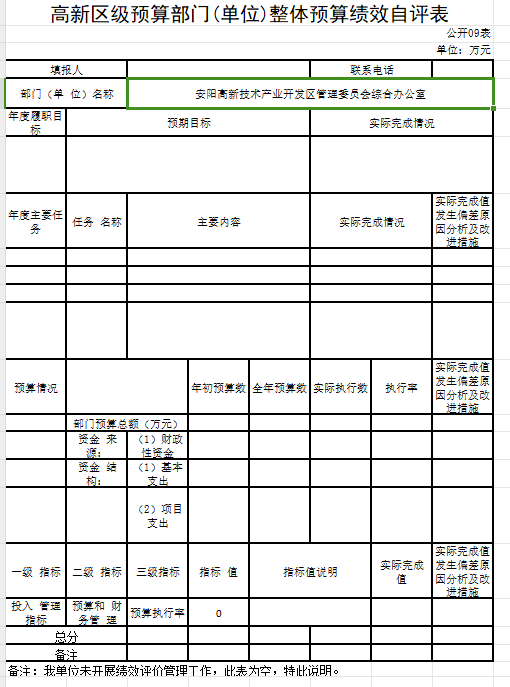 高新区级预算部门(单位)整体预算绩效自评表
公开09表
单位：万元
填报人 联系电话
部门（单 位）名称 安阳高新技术产业开发区管理委员会综合办公室
年度履职目
标
预期目标 实际完成情况
年度主要任
务
任务 名称 主要内容 实际完成情况
实际完成值
发生偏差原
因分析及改
进措施
预算情况 年初预算数 全年预算数 实际执行数 执行率
实际完成值
发生偏差原
因分析及改
进措施
部门预算总额（万元）
资金 来
源：
（1）财政
性资金
资金 结
构：
（1）基本
支出
（2）项目
支出
一级 指标 二级 指标 三级指标 指标 值 指标值说明
实际完成
值
实际完成值
发生偏差原
因分析及改
进措施
投入 管理
指标
预算和 财
务管 理
预算执行率 0
总分
备注
备注：我单位未开展绩效评价管理工作，此表为空，特此说明。